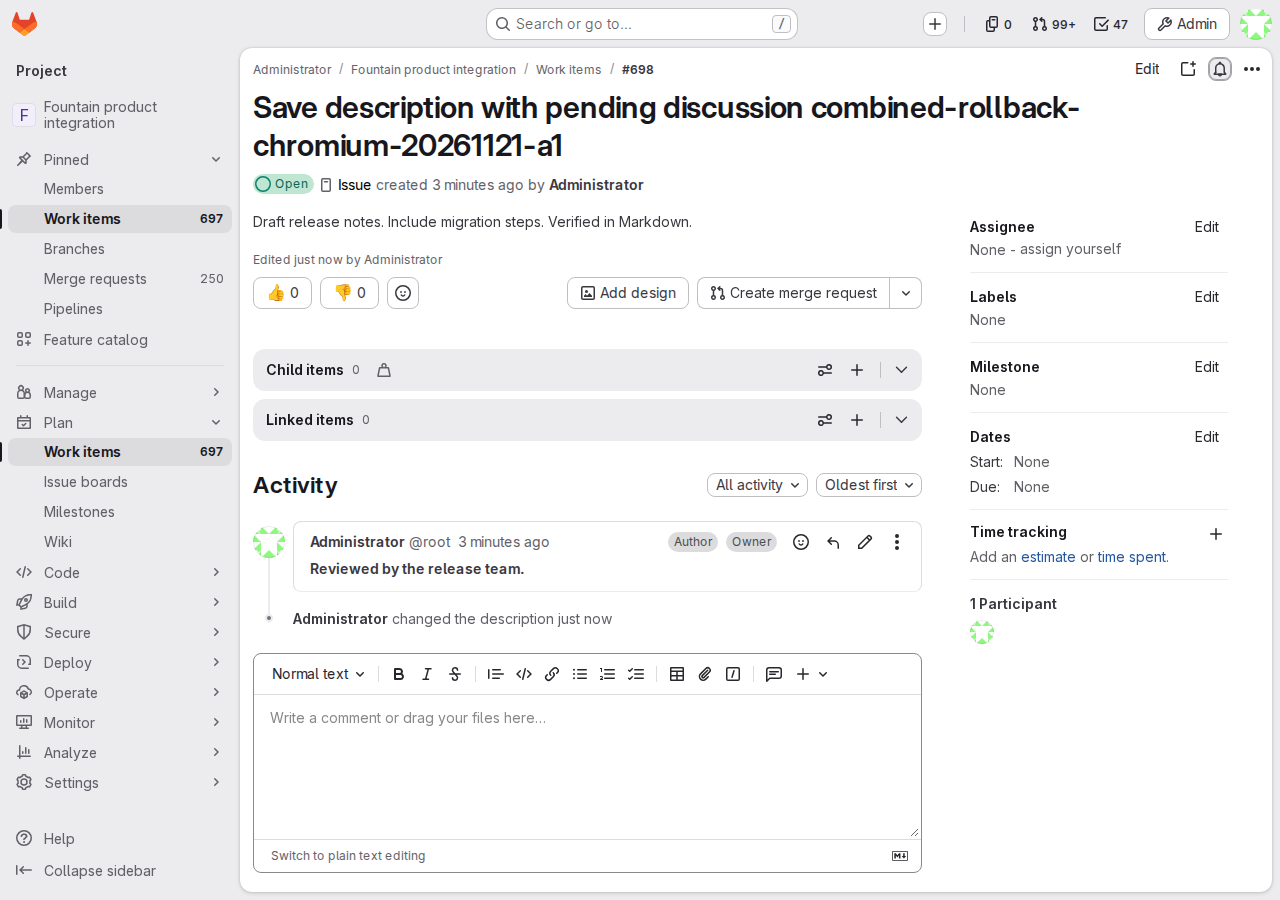 Search or go to...
/
0
99+
47
Admin
Project
F
Fountain product integration
Pinned
Members
Work items 697
Branches
Merge requests 250
Pipelines
Feature catalog
Manage
Plan
Work items 697
Issue boards
Milestones
Wiki
Code
Build
Secure
Deploy
Operate
Monitor
Analyze
Settings
Help
Collapse sidebar
Administrator / Fountain product integration / Work items / #698
Edit
Save description with pending discussion combined-rollback-
chromium-20261121-a1
Open Issue created 3 minutes ago by Administrator
Draft release notes. Include migration steps. Verified in Markdown.
Edited just now by Administrator
👍 0 👎 0
Add design
Create merge request
Child items 0
Linked items 0
Activity
All activity
Oldest first
Administrator @root 3 minutes ago
Author
Owner
Reviewed by the release team.
Administrator changed the description just now
Normal text
Write a comment or drag your files here…
Switch to plain text editing
Assignee Edit
None - assign yourself
Labels Edit
None
Milestone Edit
None
Dates Edit
Start: None
Due: None
Time tracking
Add an estimate or time spent.
1 Participant